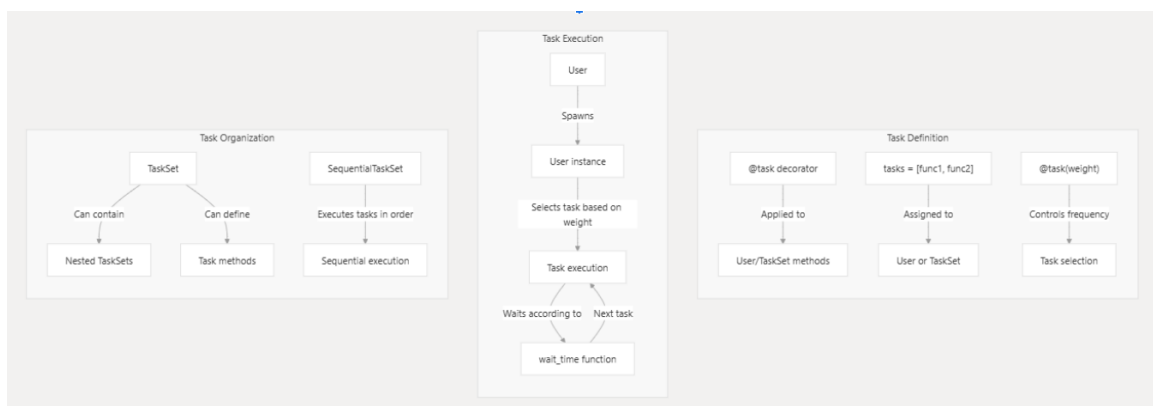 Task Organization
TaskSet
SequentialTaskSet
Can contain
Can define
Executes tasks in order
Nested TaskSets
Task methods
Sequential execution
Task Execution
User
Spawns
User instance
Selects task based on
weight
Task execution
Waits according to
Next task
wait_time function
Task Definition
@task decorator
tasks = [func1, func2]
@task(weight)
Applied to
Assigned to
Controls frequency
User/TaskSet methods
User or TaskSet
Task selection